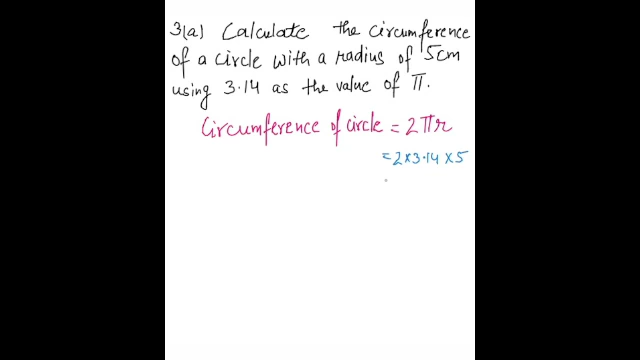 3(a) Calculate the circumference
of a circle with a radius of 5cm
using 3.14 as the value of π.
Circumference of circle = 2πr
= 2×3.14×5